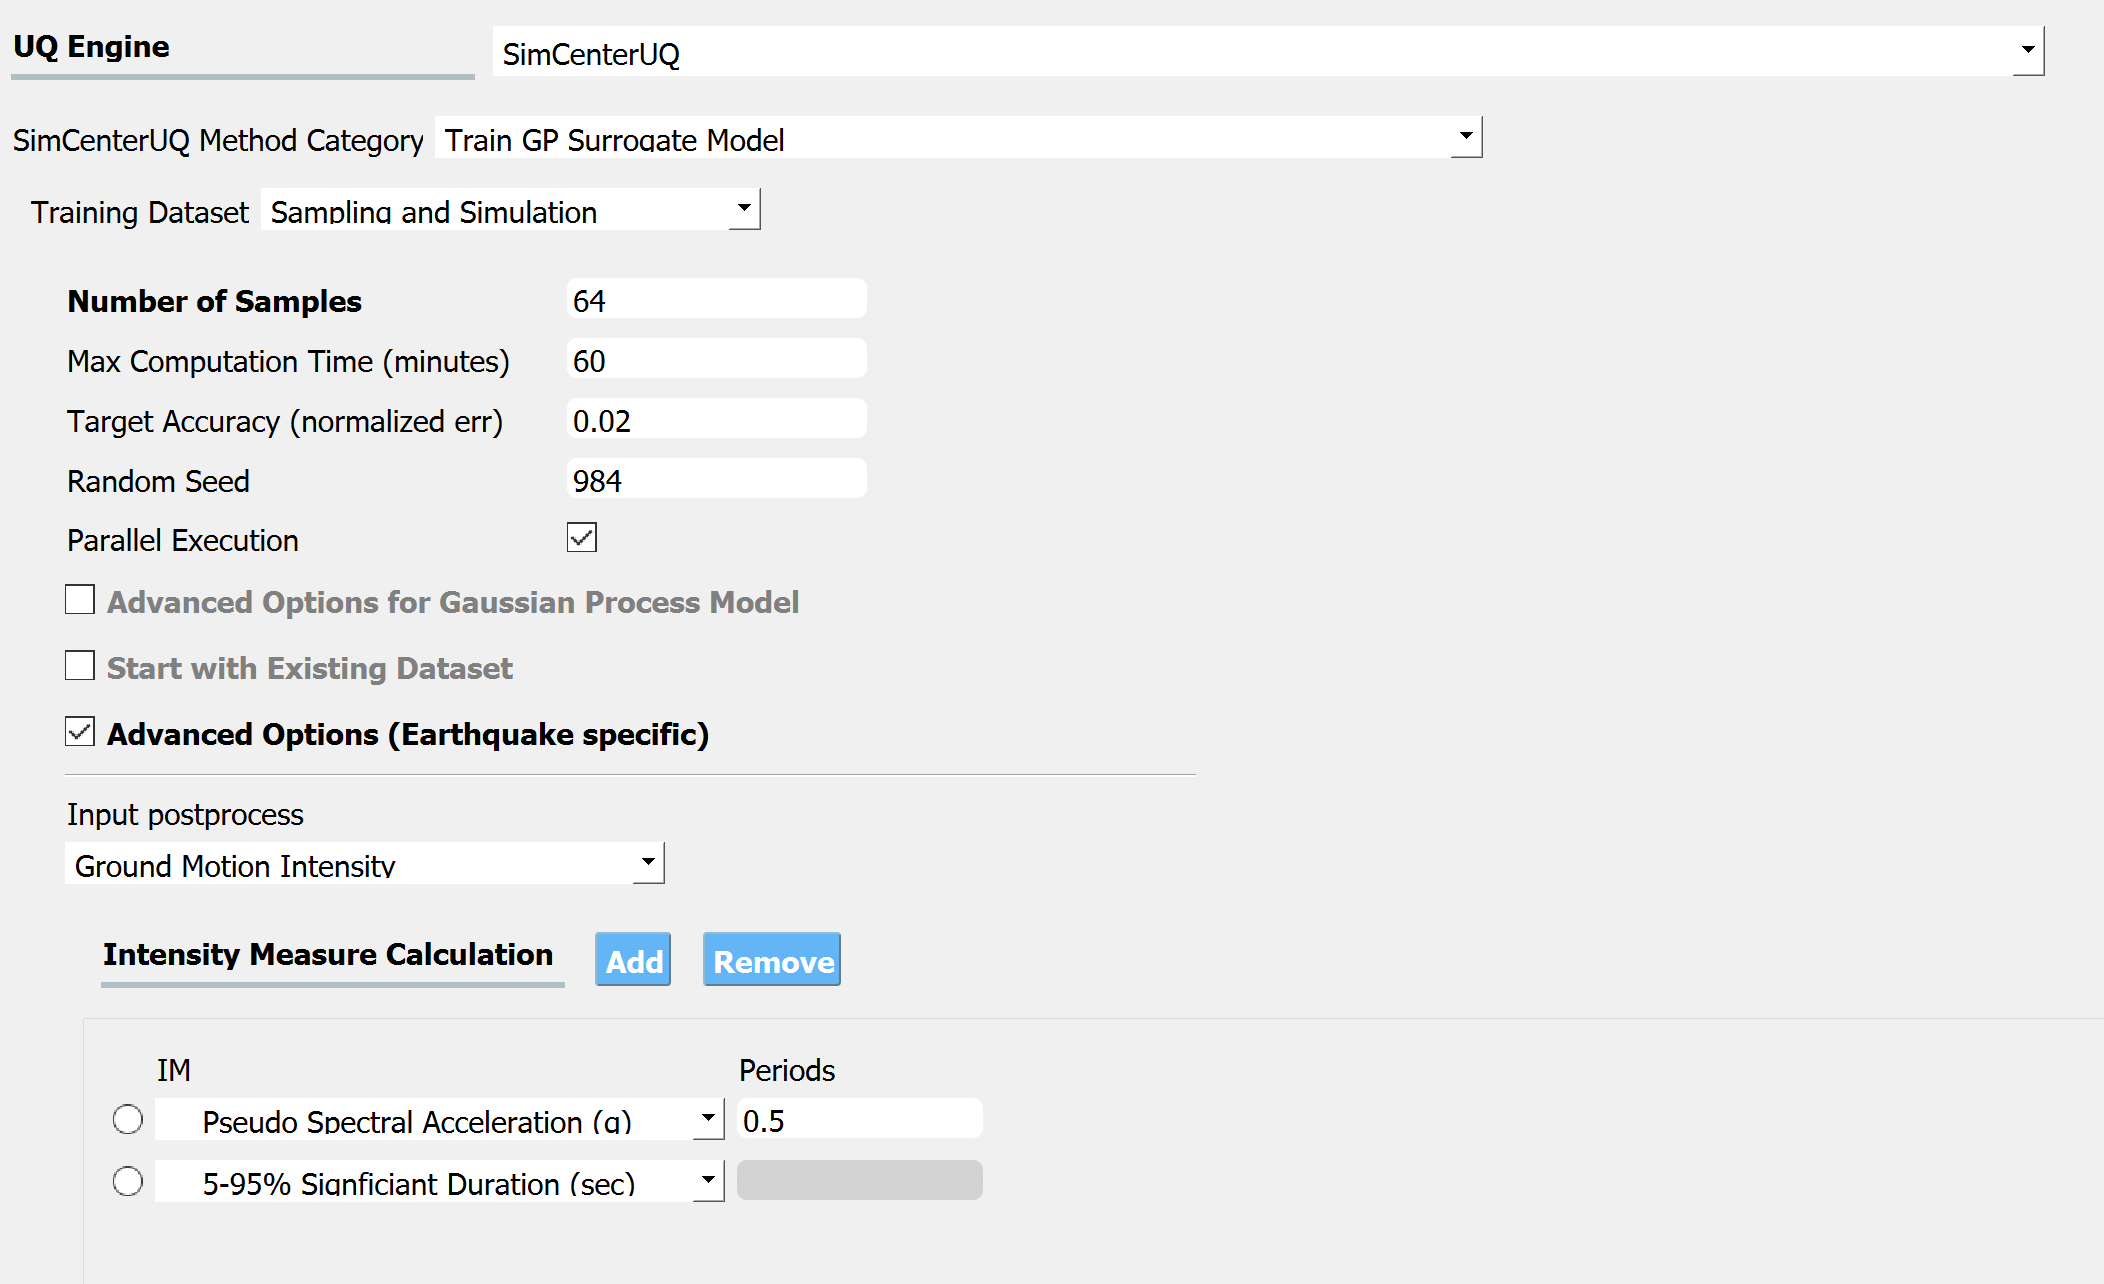 UQ Engine SimCenterUQ
SimCenterUQ Method Category Train GP Surrogate Model
Training Dataset Sampling and Simulation
Number of Samples 64
Max Computation Time (minutes) 60
Target Accuracy (normalized err) 0.02
Random Seed 984
Parallel Execution
Advanced Options for Gaussian Process Model
Start with Existing Dataset
Advanced Options (Earthquake specific)
Input postprocess
Ground Motion Intensity
Intensity Measure Calculation Add Remove
IM Periods
Pseudo Spectral Acceleration (g) 0.5
5-95% Signficiant Duration (sec)